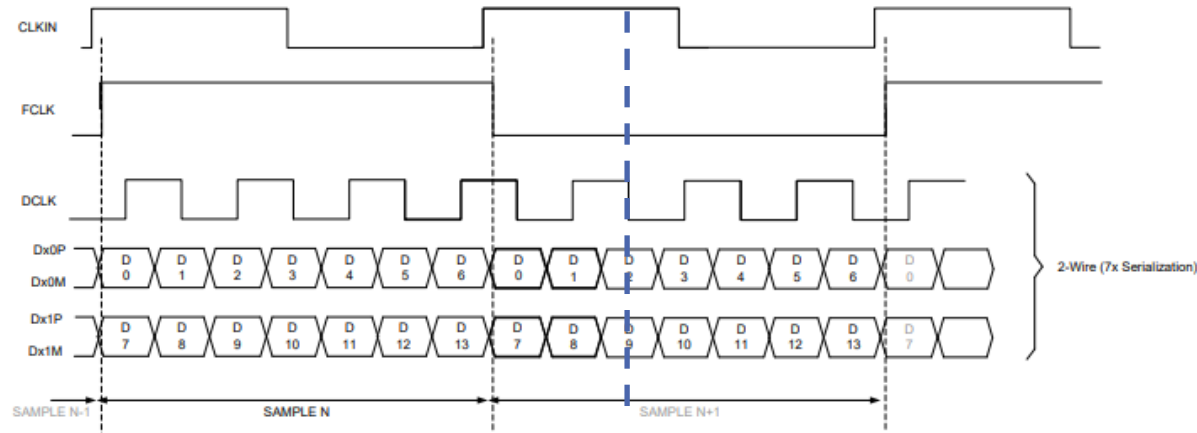 CLKIN
FCLK
DCLK
Dx0P
Dx0M
D 0 D 1 D 2 D 3 D 4 D 5 D 6 D 0 D 1 D 2 D 3 D 4 D 5 D 6 D 0
2-Wire (7x Serialization)
Dx1P
Dx1M
D 7 D 8 D 9 D 10 D 11 D 12 D 13 D 7 D 8 D 9 D 10 D 11 D 12 D 13 D 7
SAMPLE N-1 SAMPLE N SAMPLE N+1